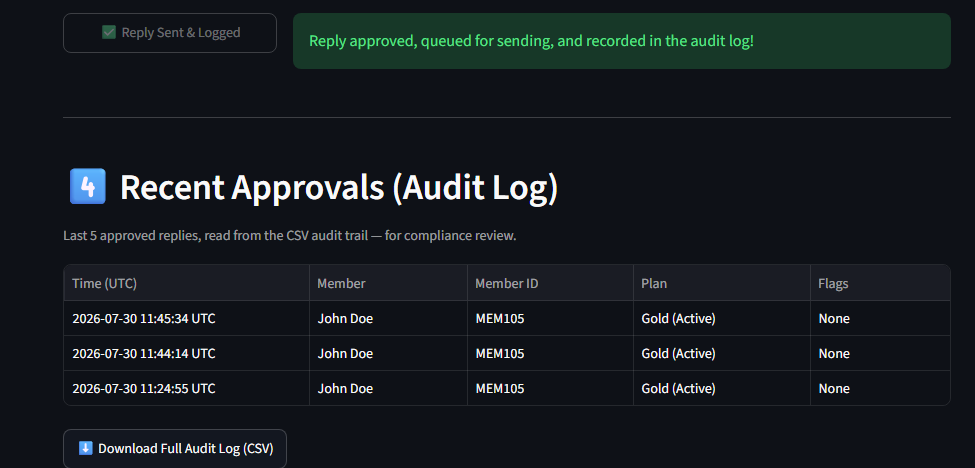 ✅ Reply Sent & Logged
Reply approved, queued for sending, and recorded in the audit log!
4️⃣ Recent Approvals (Audit Log)
Last 5 approved replies, read from the CSV audit trail — for compliance review.
Time (UTC) Member Member ID Plan Flags
2026-07-30 11:45:34 UTC John Doe MEM105 Gold (Active) None
2026-07-30 11:44:14 UTC John Doe MEM105 Gold (Active) None
2026-07-30 11:24:55 UTC John Doe MEM105 Gold (Active) None
⬇️ Download Full Audit Log (CSV)